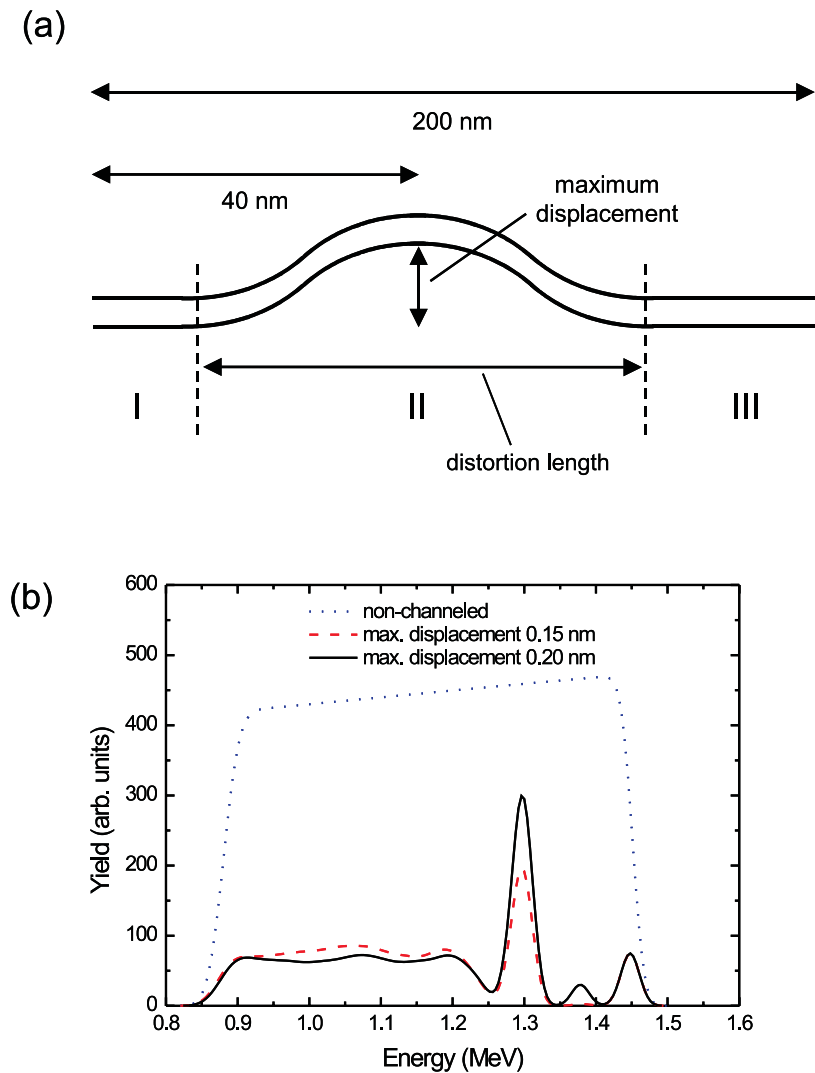 (a)
200 nm
40 nm
maximum
displacement
I
II
III
distortion length
(b)
600
500
400
300
200
100
0
Yield (arb. units)
non-channeled
max. displacement 0.15 nm
max. displacement 0.20 nm
0.8 0.9 1.0 1.1 1.2 1.3 1.4 1.5 1.6
Energy (MeV)